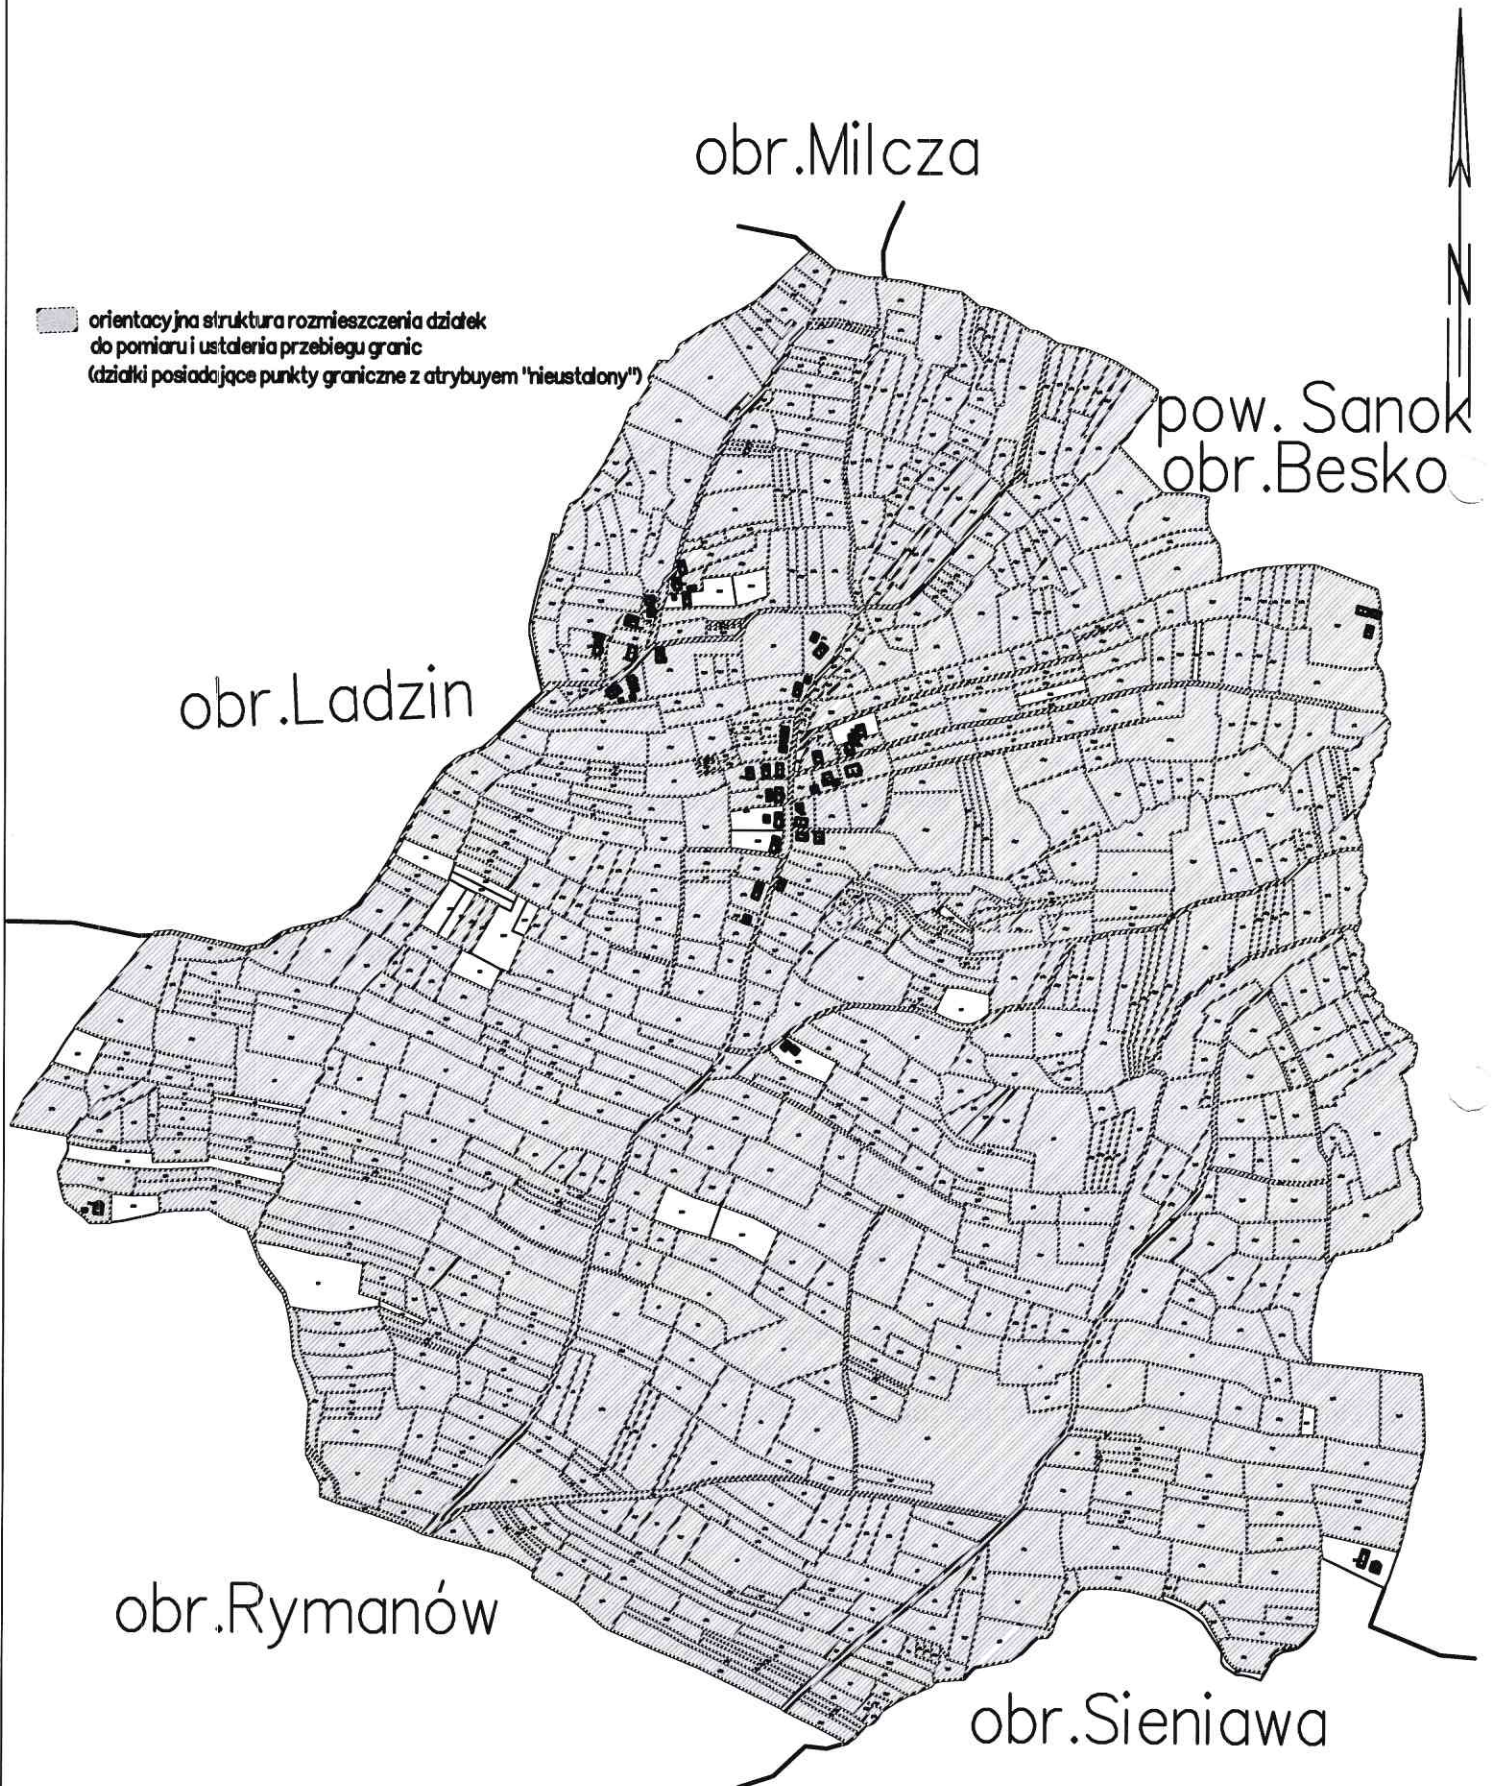 obr.Milcza
orientacyjna struktura rozmieszczenia działek
do pomiaru i ustalenia przebiegu granic
(działki posiadające punkty graniczne z atrybuyem "nieustalony")
N
pow. Sanok
obr.Besko
obr.Ladzin
obr.Rymanów
obr.Sieniawa